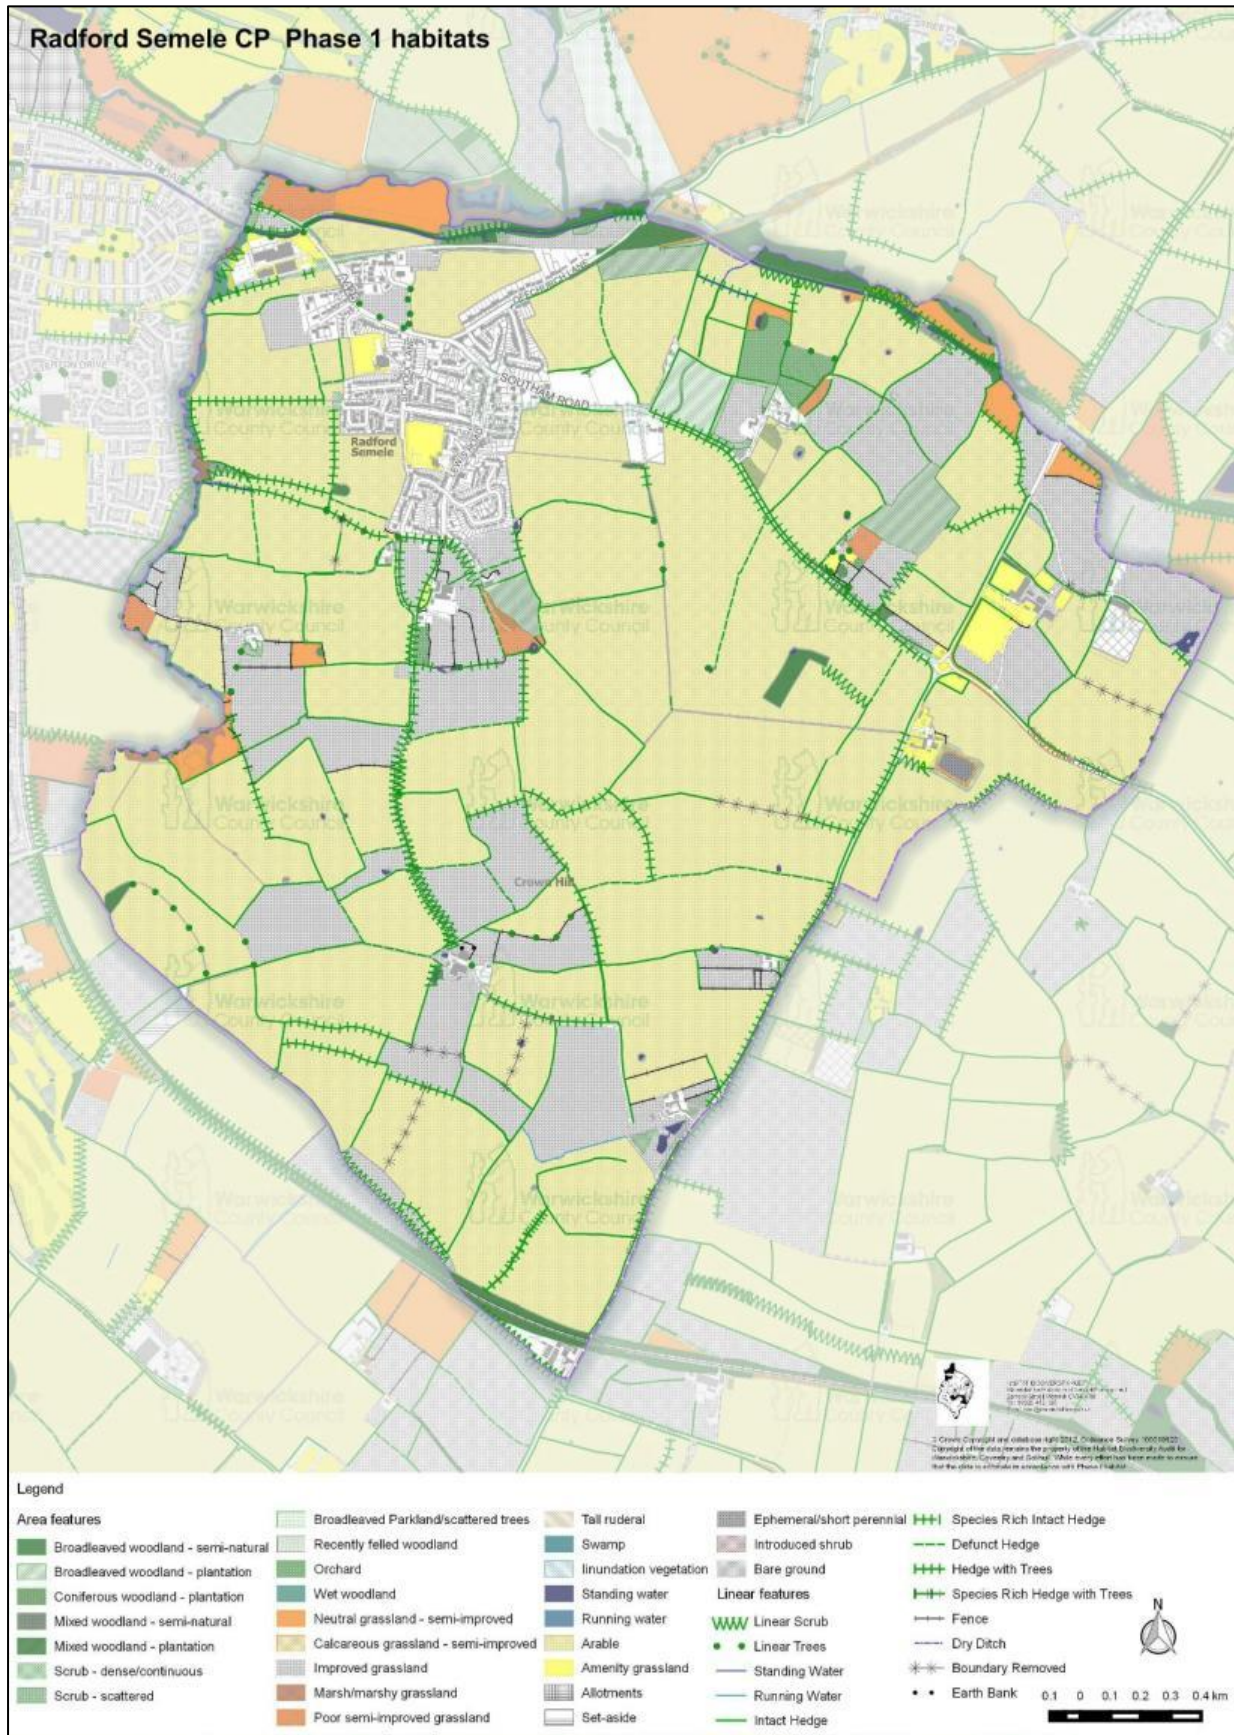 Radford Semele CP Phase 1 habitats
OFFCHURCH LANE
SOUTHAM ROAD
LEWIS ROAD
Radford
Semele
Warwickshire
County Council
SOUTHAM ROAD
Crown Hill
Legend
Area features
Broadleaved woodland - semi-natural
Broadleaved woodland - plantation
Coniferous woodland - plantation
Mixed woodland - semi-natural
Mixed woodland - plantation
Scrub - dense/continuous
Scrub - scattered
Broadleaved Parkland/scattered trees
Recently felled woodland
Orchard
Wet woodland
Neutral grassland - semi-improved
Calcareous grassland - semi-improved
Improved grassland
Marsh/marshy grassland
Poor semi-improved grassland
Tall ruderal
Swamp
Iinundation vegetation
Standing water
Running water
Arable
Amenity grassland
Allotments
Set-aside
Ephemeral/short perennial
Introduced shrub
Bare ground
Linear features
Linear Scrub
Linear Trees
Standing Water
Running Water
Intact Hedge
Species Rich Intact Hedge
Defunct Hedge
Hedge with Trees
Species Rich Hedge with Trees
Fence
Dry Ditch
Boundary Removed
Earth Bank
N
0.1 0 0.1 0.2 0.3 0.4 km